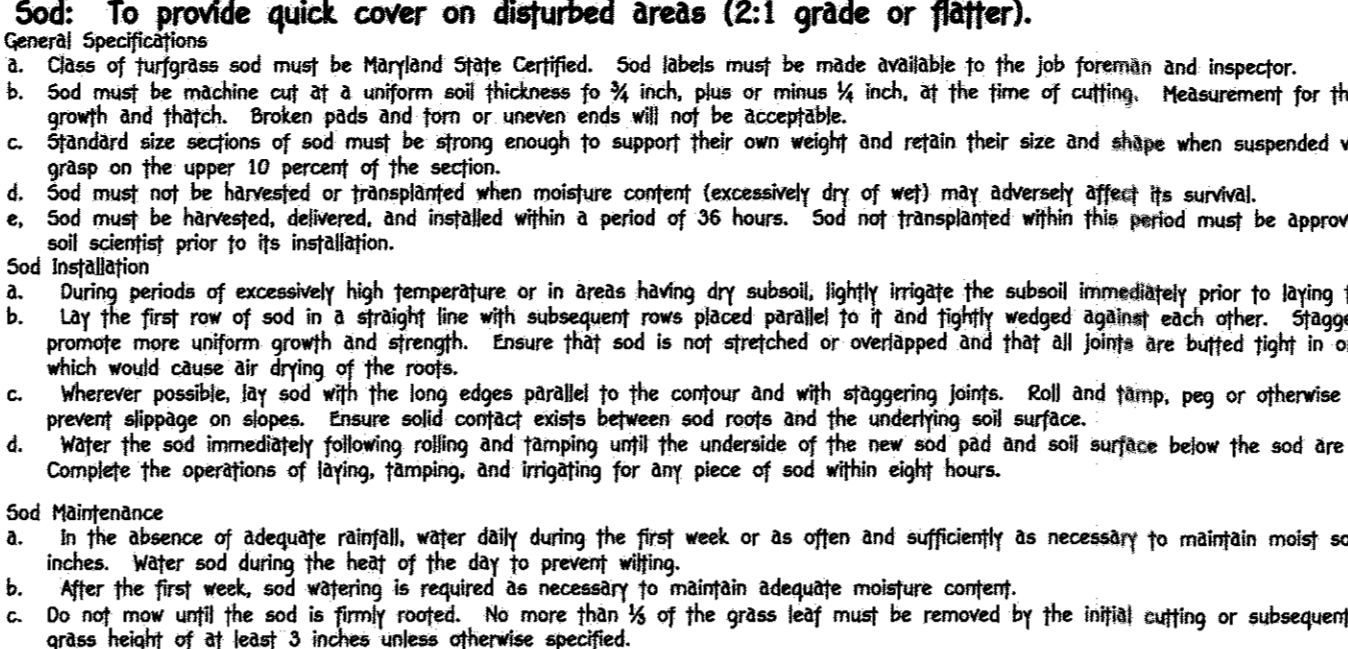 Sod: To provide quick cover on disturbed areas (2:1 grade or flatter).
General Specifications
a. Class of turfgrass sod must be Maryland State Certified. Sod labels must be made available to the job foreman and inspector.
b. Sod must be machine cut at a uniform soil thickness fo ¾ inch, plus or minus ¼ inch, at the time of cutting. Measurement for th
growth and thatch. Broken pads and torn or uneven ends will not be acceptable.
c. Standard size sections of sod must be strong enough to support their own weight and retain their size and shape when suspended
grasp on the upper 10 percent of the section.
d. Sod must not be harvested or transplanted when moisture content (excessively dry of wet) may adversely affect its survival.
e, Sod must be harvested, delivered, and installed within a period of 36 hours. Sod not transplanted within this period must be approv
soil scientist prior to its installation.
Sod Installation
a. During periods of excessively high temperature or in areas having dry subsoil, lightly irrigate the subsoil immediately prior to laying
b. Lay the first row of sod in a straight line with subsequent rows placed parallel to it and tightly wedged against each other. Stagge
promote more uniform growth and strength. Ensure that sod is not stretched or overlapped and that all joints are butted tight in o
which would cause air drying of the roots.
c. Wherever possible, lay sod with the long edges parallel to the contour and with staggering joints. Roll and tamp, peg or otherwise
prevent slippage on slopes. Ensure solid contact exists between sod roots and the underlying soil surface.
d. Water the sod immediately following rolling and tamping until the underside of the new sod pad and soil surface below the sod are
Complete the operations of laying, tamping, and irrigating for any piece of sod within eight hours.
Sod Maintenance
a. In the absence of adequate rainfall, water daily during the first week or as often and sufficiently as necessary to maintain moist so
inches. Water sod during the heat of the day to prevent wilting.
b. After the first week, sod watering is required as necessary to maintain adequate moisture content.
c. Do not mow until the sod is firmly rooted. No more than ⅓ of the grass leaf must be removed by the initial cutting or subsequent
grass height of at least 3 inches unless otherwise specified.